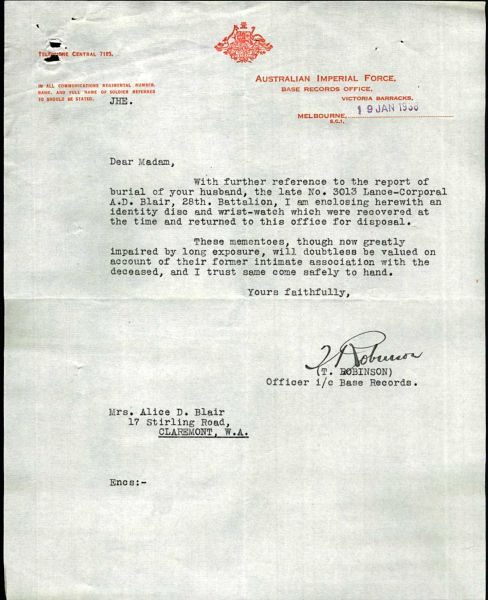 TELEPHONE CENTRAL 7105.
IN ALL COMMUNICATIONS REGIMENTAL NUMBER,
NAME, AND FULL NAME OF SOLDIER REFERRED
TO SHOULD BE STATED.
JHE.
AUSTRALIAN IMPERIAL FORCE,
BASE RECORDS OFFICE,
VICTORIA BARRACKS,
MELBOURNE, 19 JAN 1930
S.C.1.
Dear Madam,
With further reference to the report of
burial of your husband, the late No. 3013 Lance-Corporal
A.D. Blair, 28th. Battalion, I am enclosing herewith an
identity disc and wrist-watch which were recovered at
the time and returned to this office for disposal.
These mementoes, though now greatly
impaired by long exposure, will doubtless be valued on
account of their former intimate association with the
deceased, and I trust same come safely to hand.
Yours faithfully,
T Robinson
(T. ROBINSON)
Officer i/c Base Records.
Mrs. Alice D. Blair
17 Stirling Road,
CLAREMONT, W.A.
Encs:-